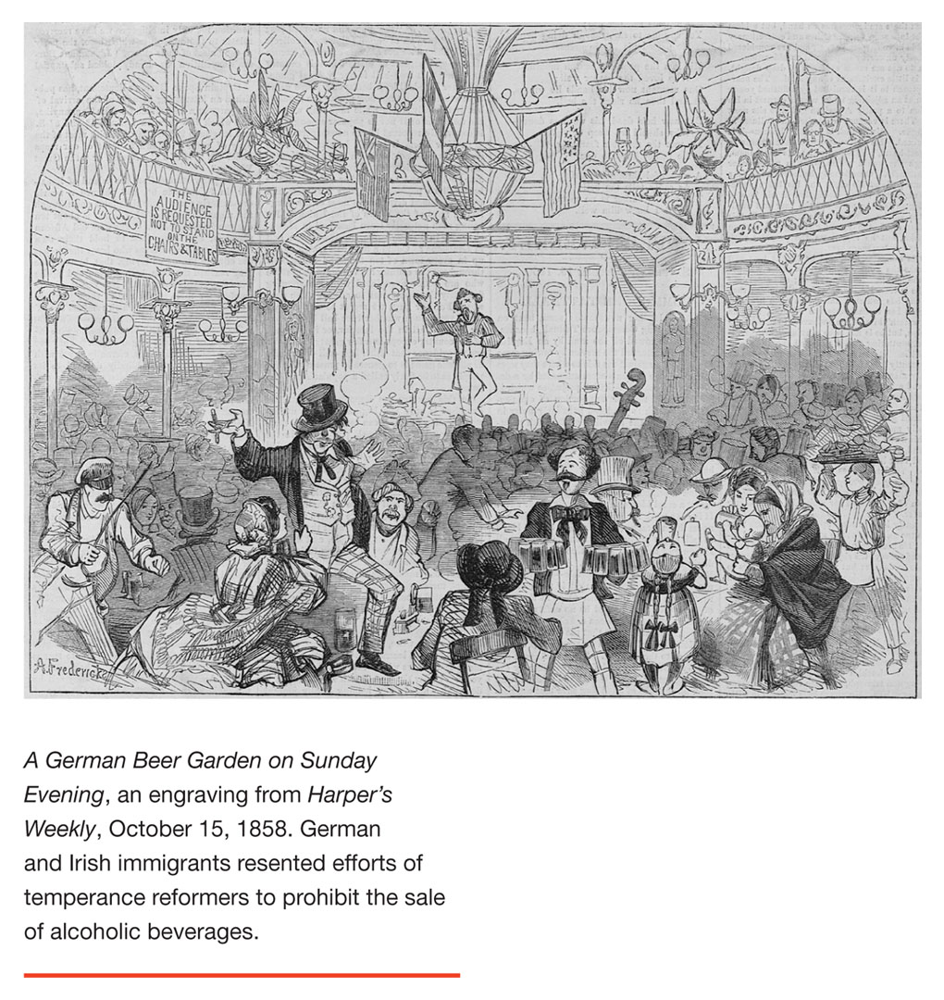 THE
AUDIENCE
IS REQUESTED
NOT TO STAND
ON THE
CHAIRS & TABLES
A. Fredericks
A German Beer Garden on Sunday
Evening, an engraving from Harper’s
Weekly, October 15, 1858. German
and Irish immigrants resented efforts of
temperance reformers to prohibit the sale
of alcoholic beverages.